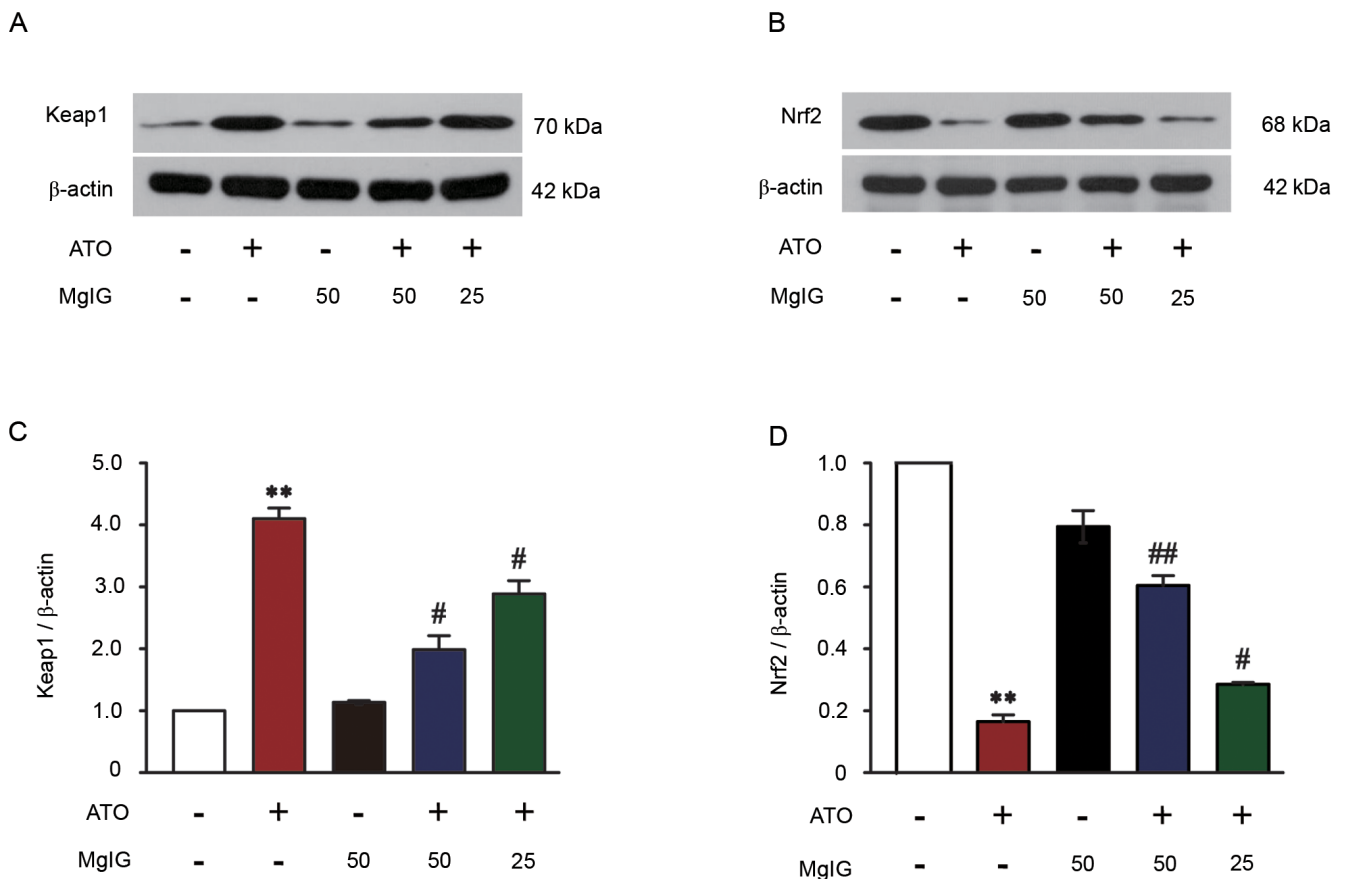 A
B
Keap1
70 kDa
β-actin
42 kDa
ATO - + - + +
MgIG - - 50 50 25
Nrf2
68 kDa
β-actin
42 kDa
ATO - + - + +
MgIG - - 50 50 25
C
Keap1 / β-actin
5.0
4.0
3.0
2.0
1.0
0
**
#
#
ATO - + - + +
MgIG - - 50 50 25
D
Nrf2 / β-actin
1.0
0.8
0.6
0.4
0.2
0
**
##
#
ATO - + - + +
MgIG - - 50 50 25